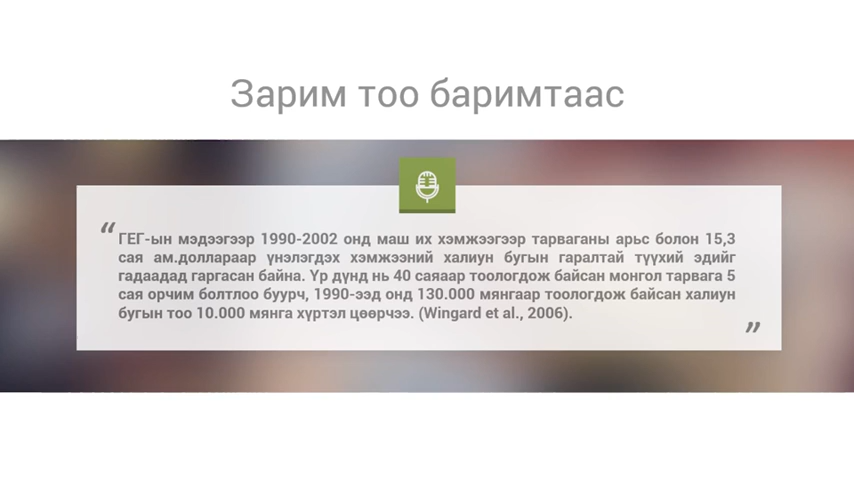 Зарим тоо баримтаас
“ ГЕГ-ын мэдээгээр 1990-2002 онд маш их хэмжээгээр тарваганы арьс болон 15,3
сая ам.доллараар үнэлэгдэх хэмжээний халиун бугын гаралтай түүхий эдийг
гадаадад гаргасан байна. Үр дүнд нь 40 саяаар тоологдож байсан монгол тарвага 5
сая орчим болтлоо буурч, 1990-ээд онд 130.000 мянгаар тоологдож байсан халиун
бугын тоо 10.000 мянга хүртэл цөөрчээ. (Wingard et al., 2006). ”